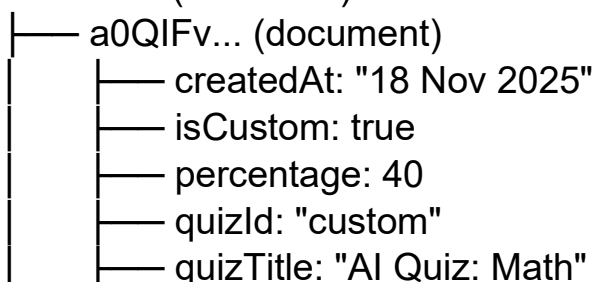 ├── a0QIFv... (document)
│ ├── createdAt: "18 Nov 2025"
│ ├── isCustom: true
│ ├── percentage: 40
│ ├── quizId: "custom"
│ ├── quizTitle: "AI Quiz: Math"